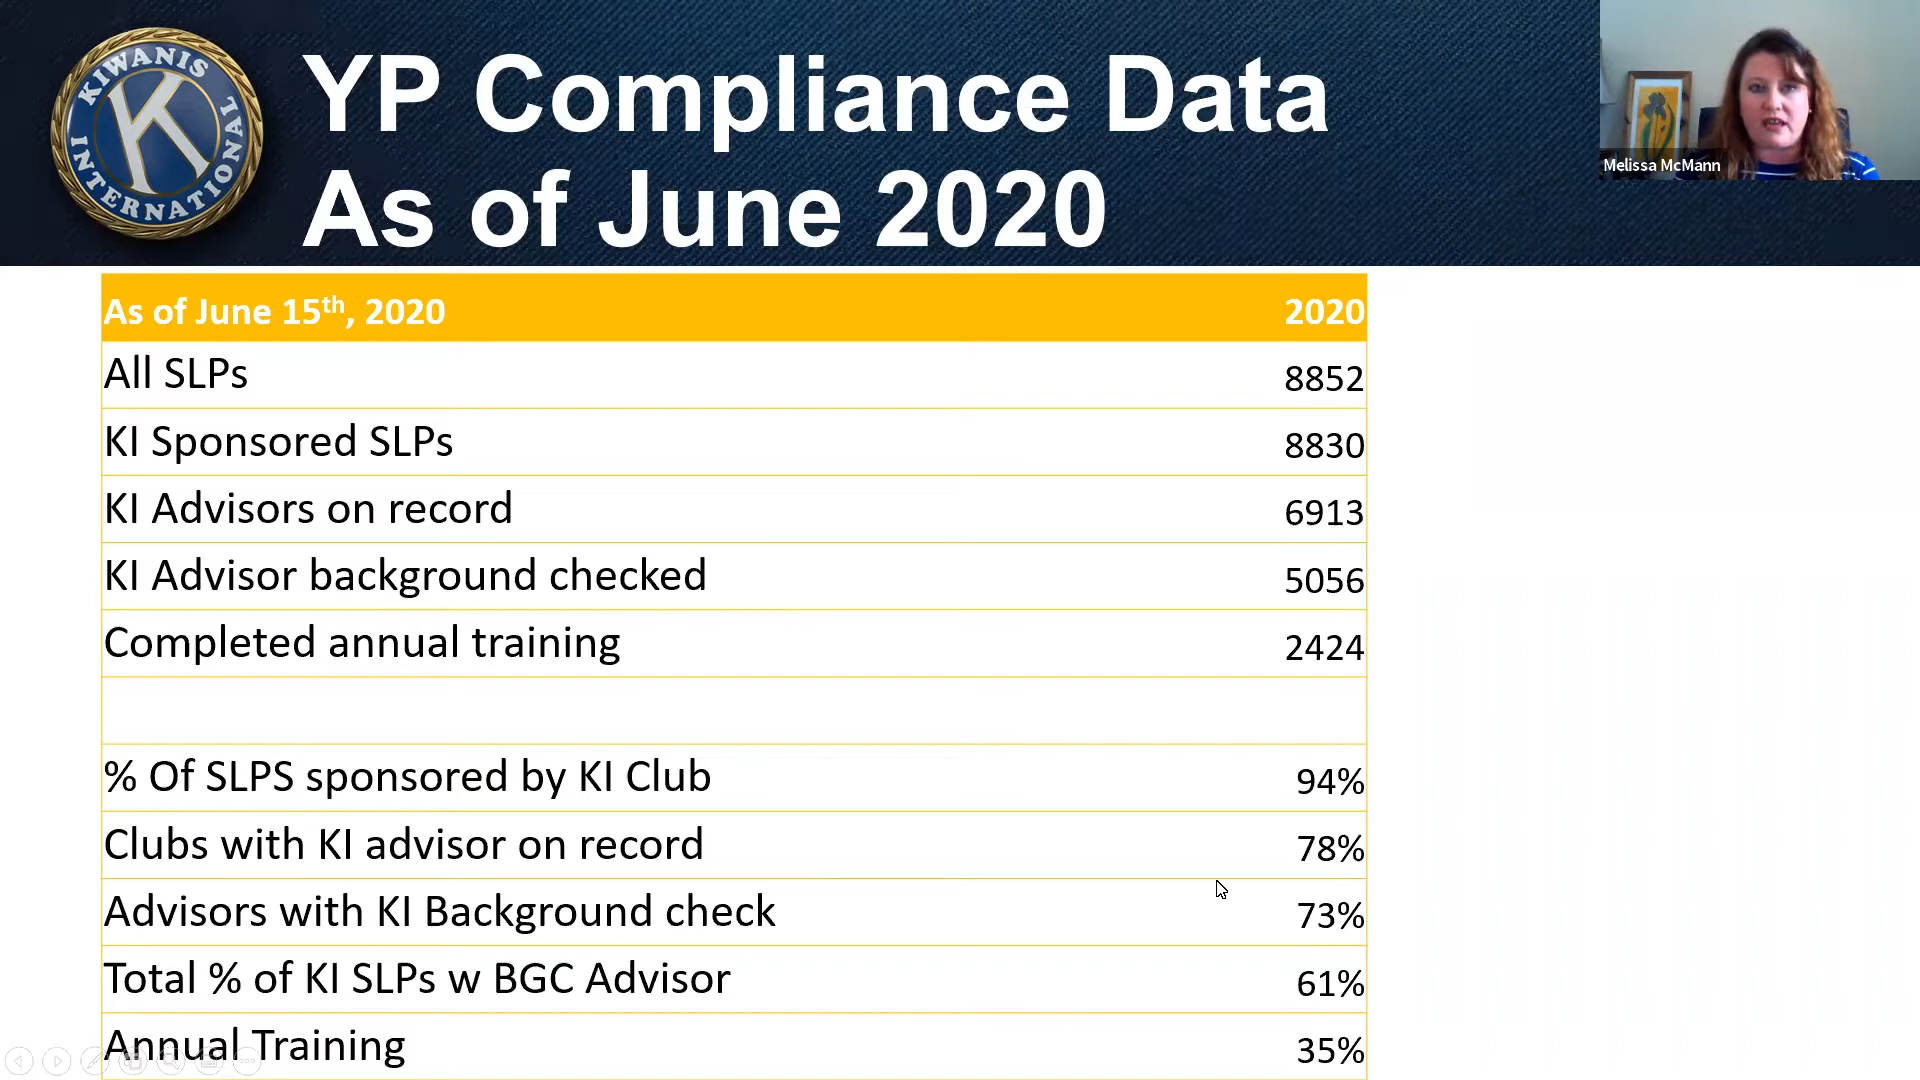 KIWANIS
K
INTERNATIONAL
YP Compliance Data
As of June 2020
Melissa McMann
As of June 15th, 2020 2020
All SLPs 8852
KI Sponsored SLPs 8830
KI Advisors on record 6913
KI Advisor background checked 5056
Completed annual training 2424
% Of SLPS sponsored by KI Club 94%
Clubs with KI advisor on record 78%
Advisors with KI Background check 73%
Total % of KI SLPs w BGC Advisor 61%
Annual Training 35%